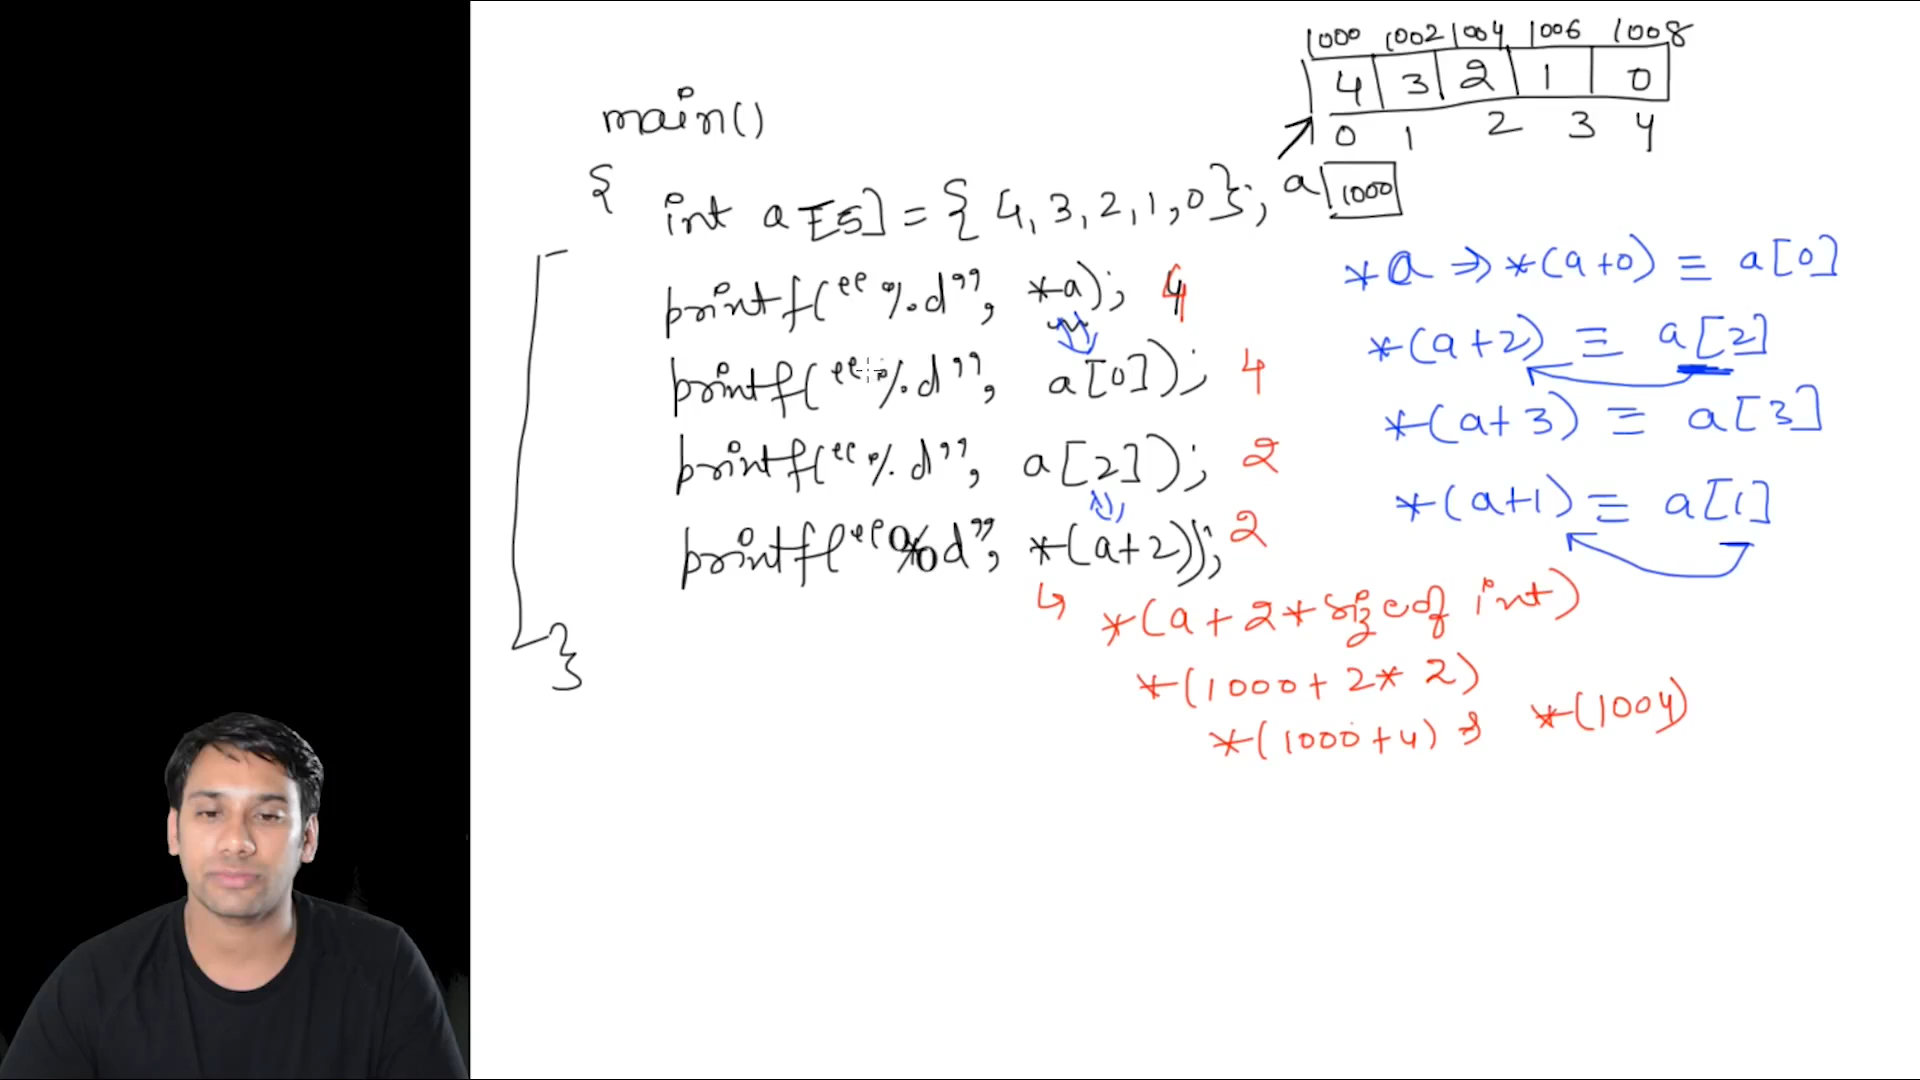 1000 1002 1004 1006 1008
4 3 2 1 0
0 1 2 3 4
main()
{
int a[5] = { 4, 3, 2, 1, 0 }; a 1000
*a ⇒ *(a+0) ≡ a[0]
printf("%d", *a); 4
*(a+2) ≡ a[2]
printf("%d", a[0]); 4
*(a+3) ≡ a[3]
printf("%d", a[2]); 2
*(a+1) ≡ a[1]
printf("%d", *(a+2)); 2
*(a + 2 * sizeof int)
}
*(1000 + 2 * 2)
*(1000 + 4) ⇒ *(1004)